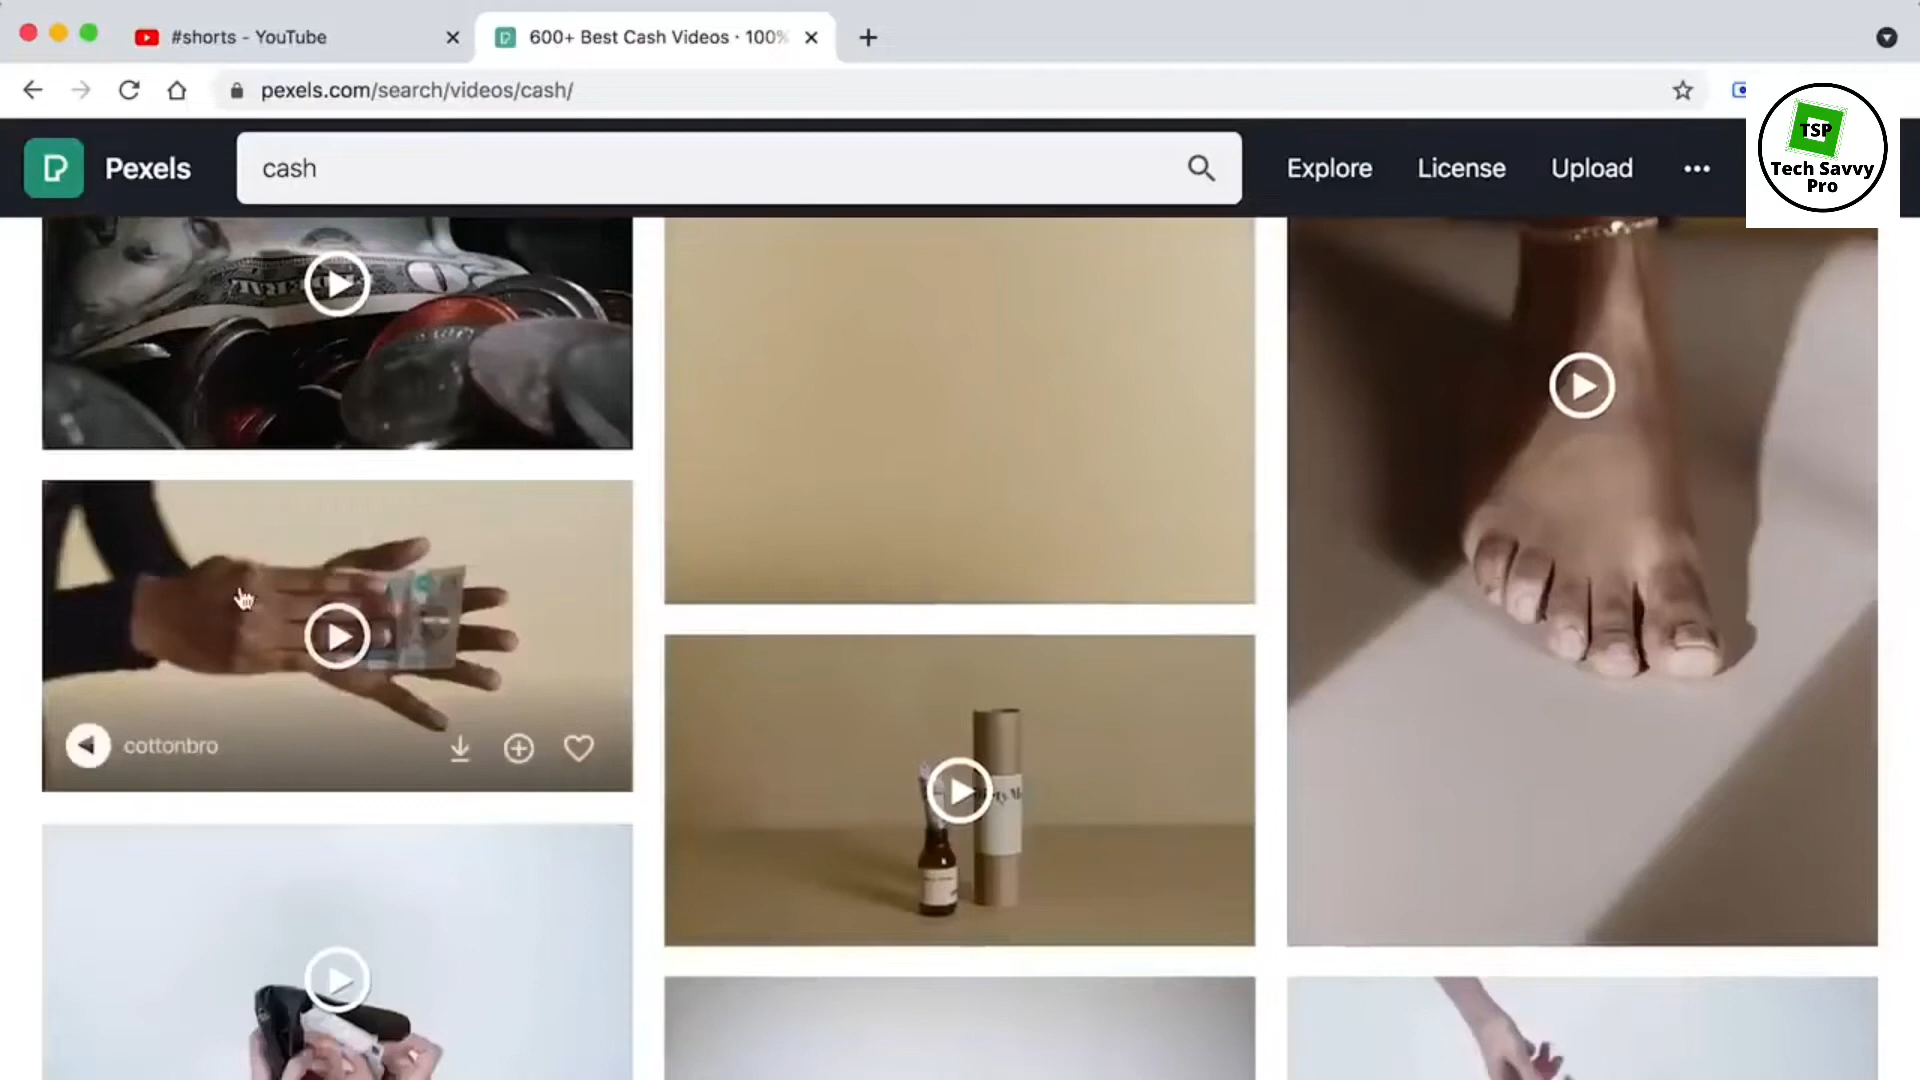 #shorts - YouTube
600+ Best Cash Videos · 100%
pexels.com/search/videos/cash/
Pexels
cash
Explore
License
Upload
TSP
Tech Savvy
Pro
cottonbro